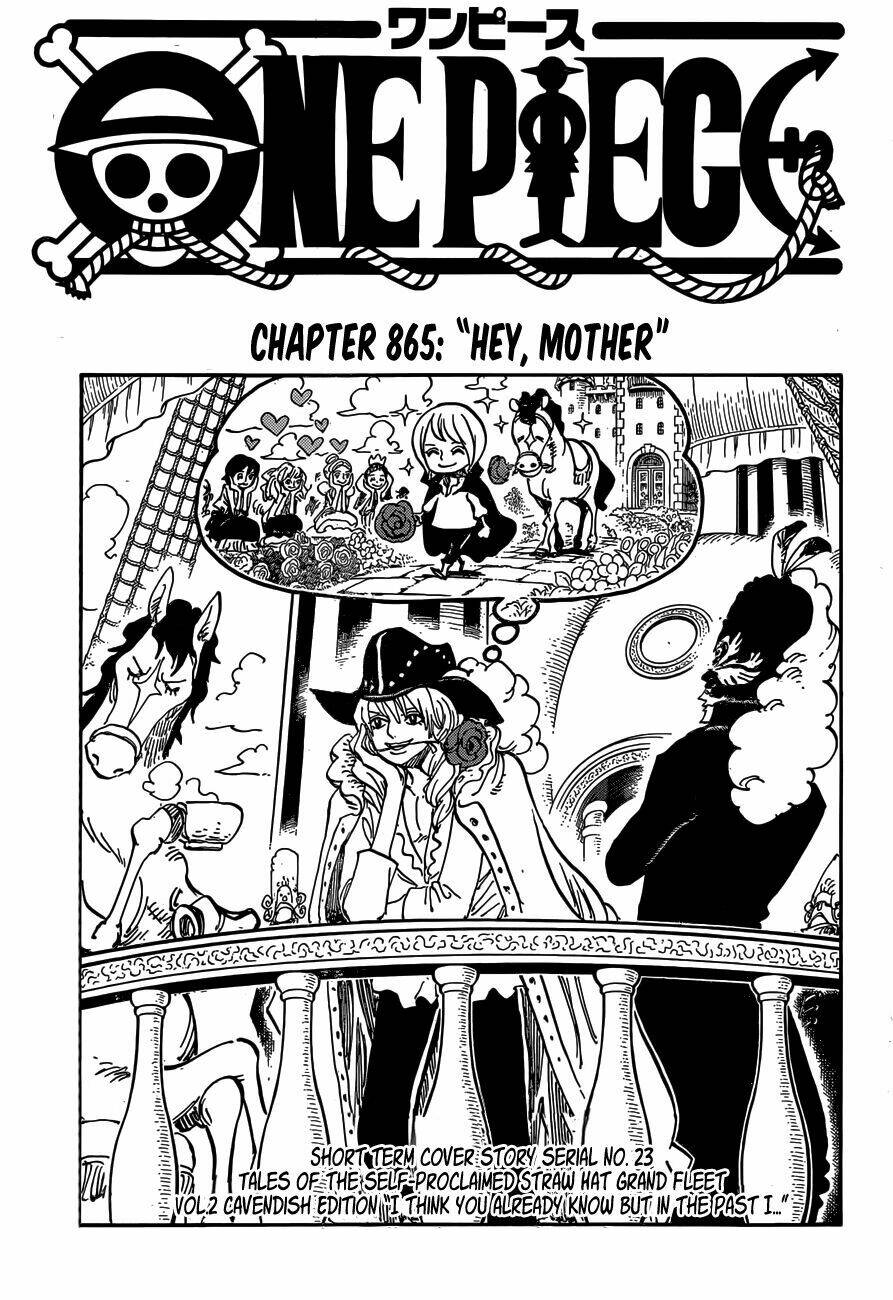 ワンピース
ONE PIECE
CHAPTER 865: "HEY, MOTHER"
SHORT TERM COVER STORY SERIAL NO. 23
TALES OF THE SELF-PROCLAIMED STRAW HAT GRAND FLEET
VOL.2 CAVENDISH EDITION "I THINK YOU ALREADY KNOW BUT IN THE PAST I..."